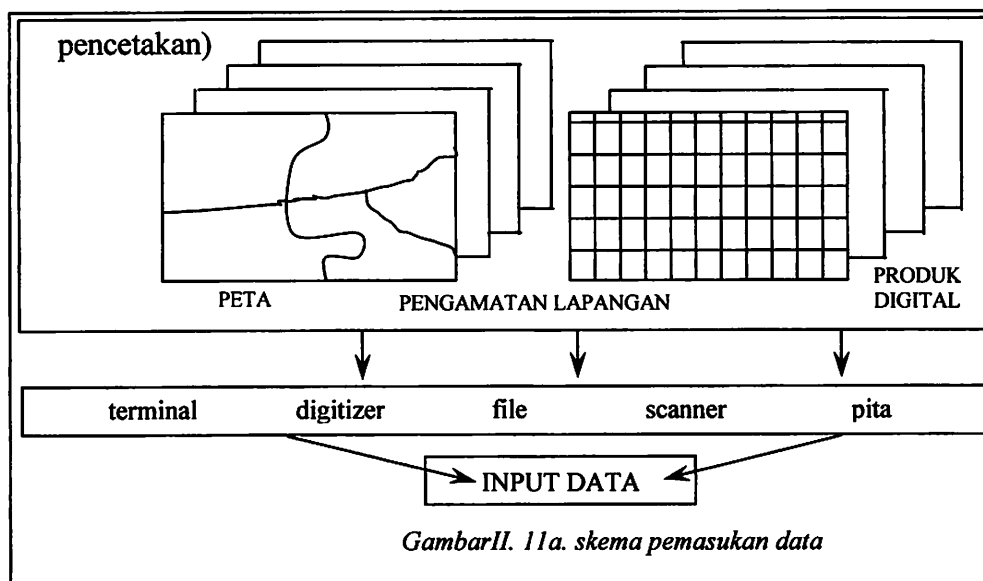 pencetakan)
PETA
PENGAMATAN LAPANGAN
PRODUK
DIGITAL
terminal digitizer file scanner pita
INPUT DATA
GambarII. 11a. skema pemasukan data